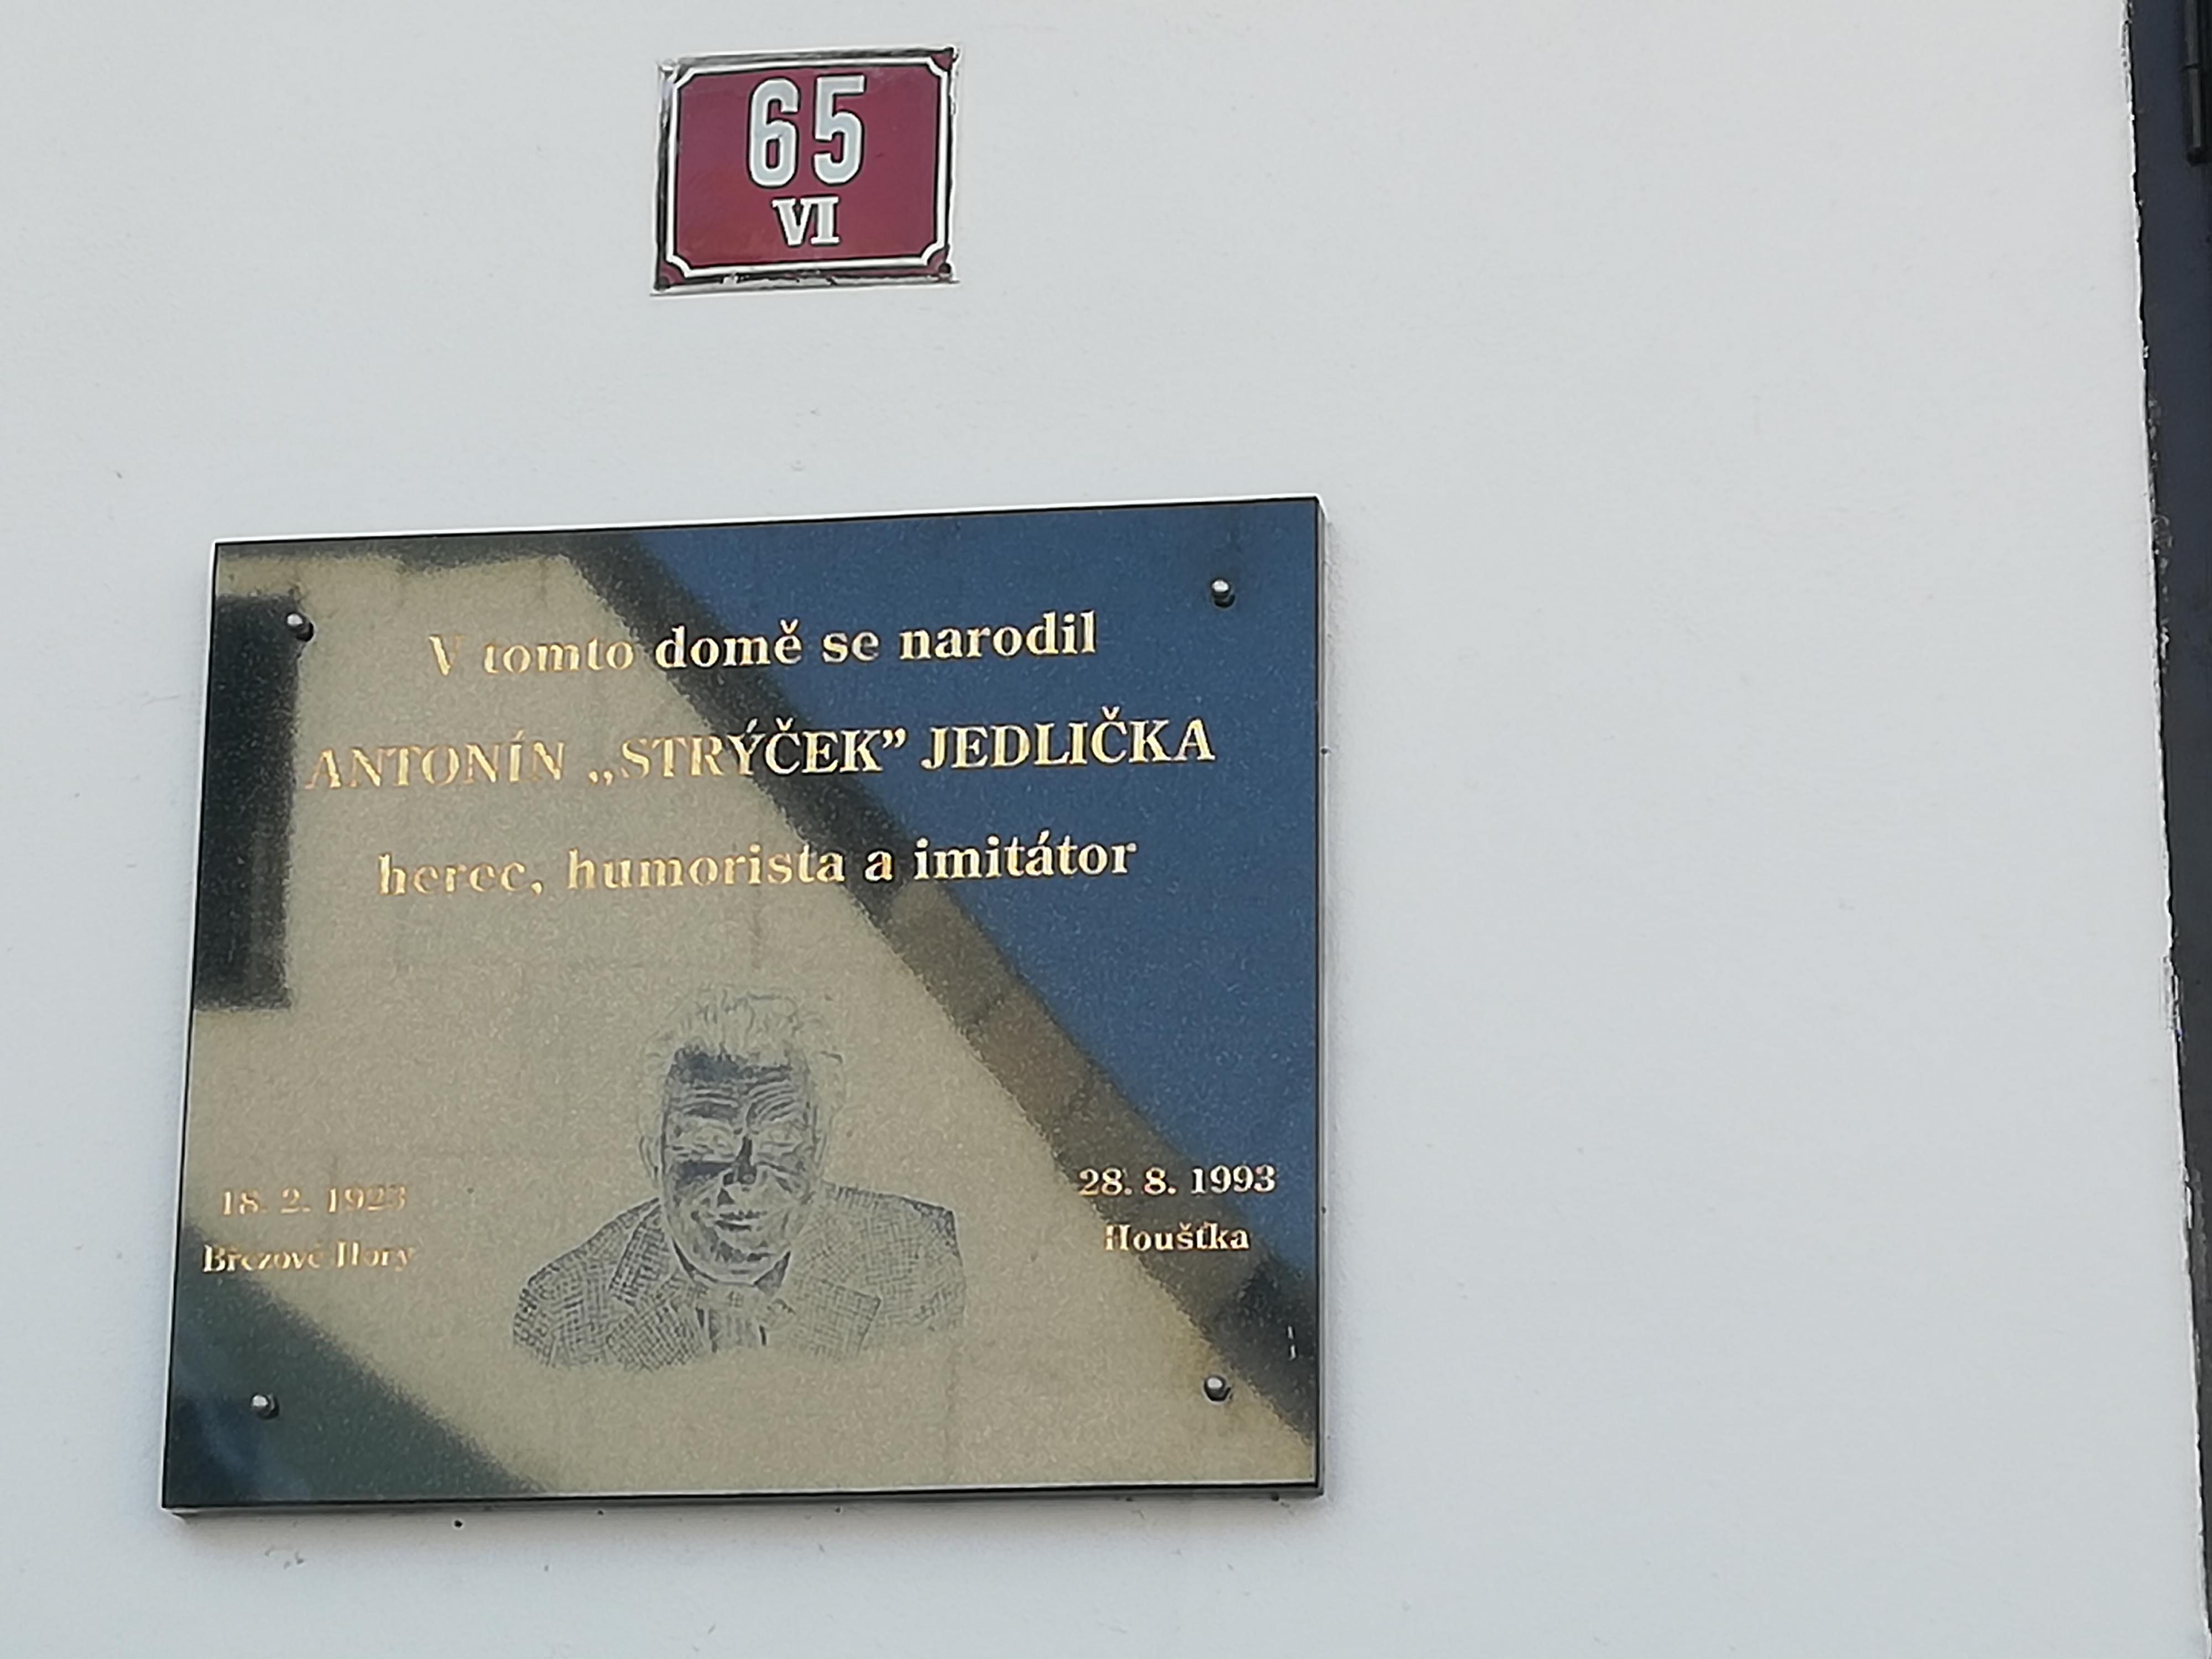 65
VI
V tomto domě se narodil
ANTONÍN „STRÝČEK” JEDLIČKA
herec, humorista a imitátor
18. 2. 1923
Březové Hory
28. 8. 1993
Houšťka